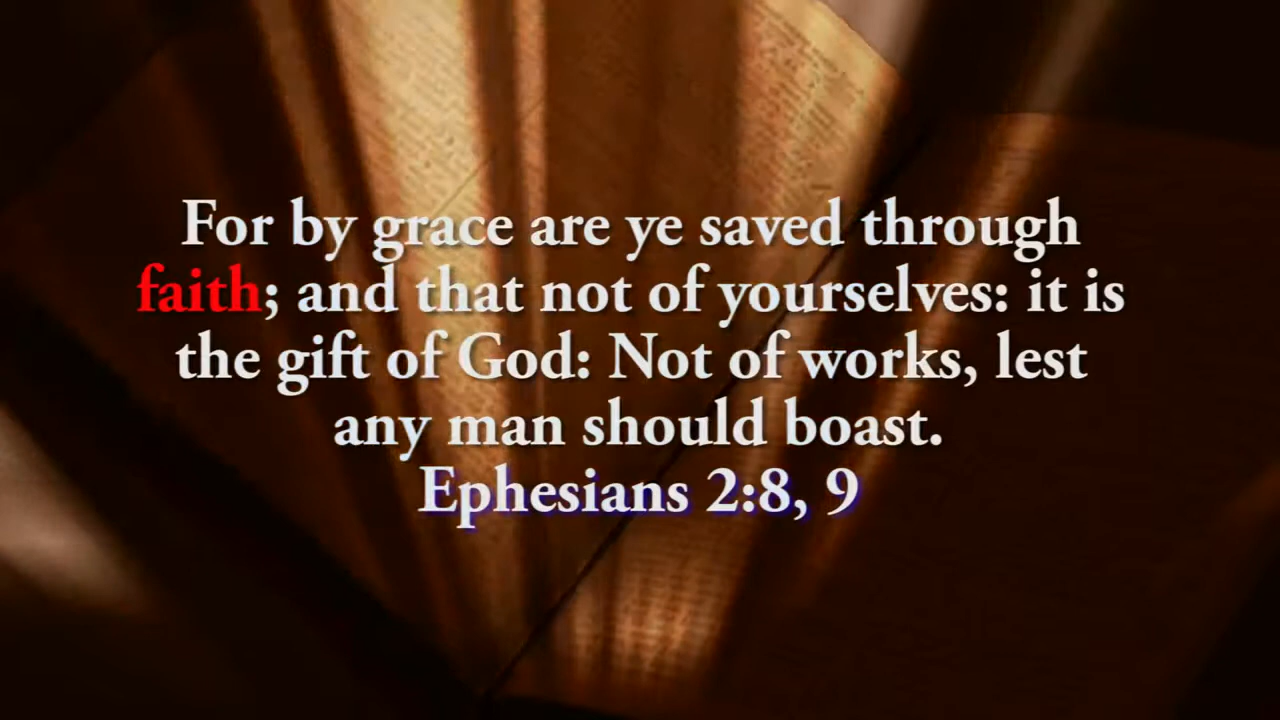 For by grace are ye saved through
faith; and that not of yourselves: it is
the gift of God: Not of works, lest
any man should boast.
Ephesians 2:8, 9